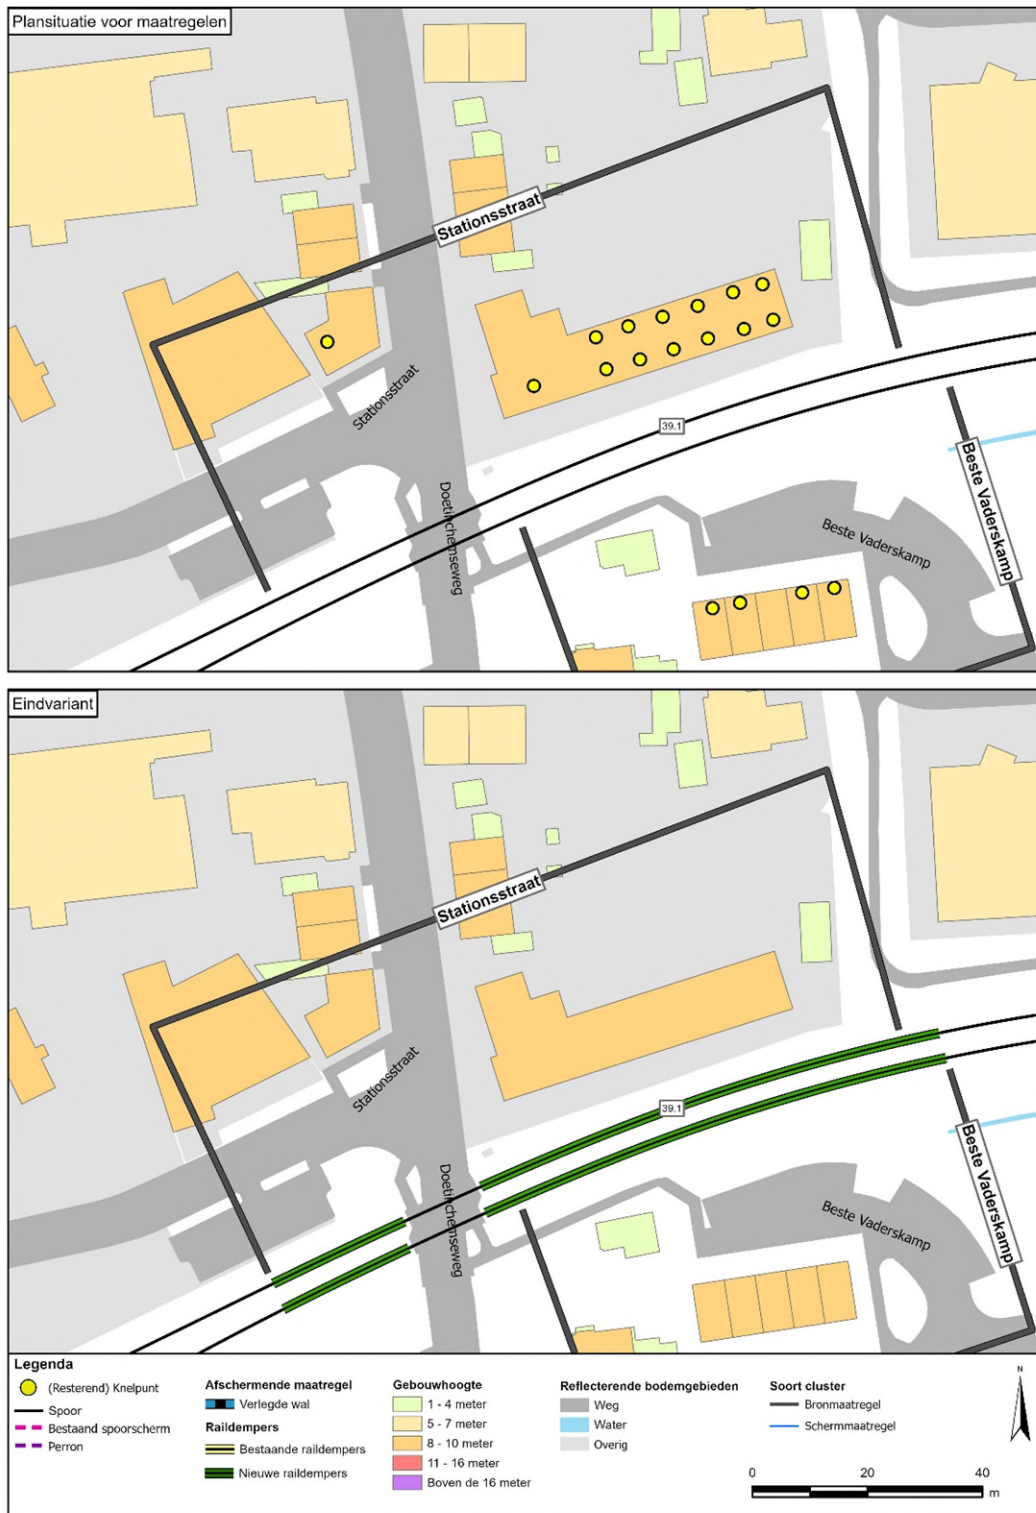 Plansituatie voor maatregelen
Stationsstraat
Stationsstraat
39.1
Doetinchemseweg
Beste Vaderskamp
Beste Vaderskamp
Eindvariant
Stationsstraat
Stationsstraat
39.1
Doetinchemseweg
Beste Vaderskamp
Beste Vaderskamp
Legenda
(Resterend) Knelpunt
Spoor
Bestaand spoorscherm
Perron
Afschermende maatregel
Verlegde wal
Raildempers
Bestaande raildempers
Nieuwe raildempers
Gebouwhoogte
1 - 4 meter
5 - 7 meter
8 - 10 meter
11 - 16 meter
Boven de 16 meter
Reflecterende bodemgebieden
Weg
Water
Overig
Soort cluster
Bronmaatregel
Schermmaatregel
N
0 20 40
m